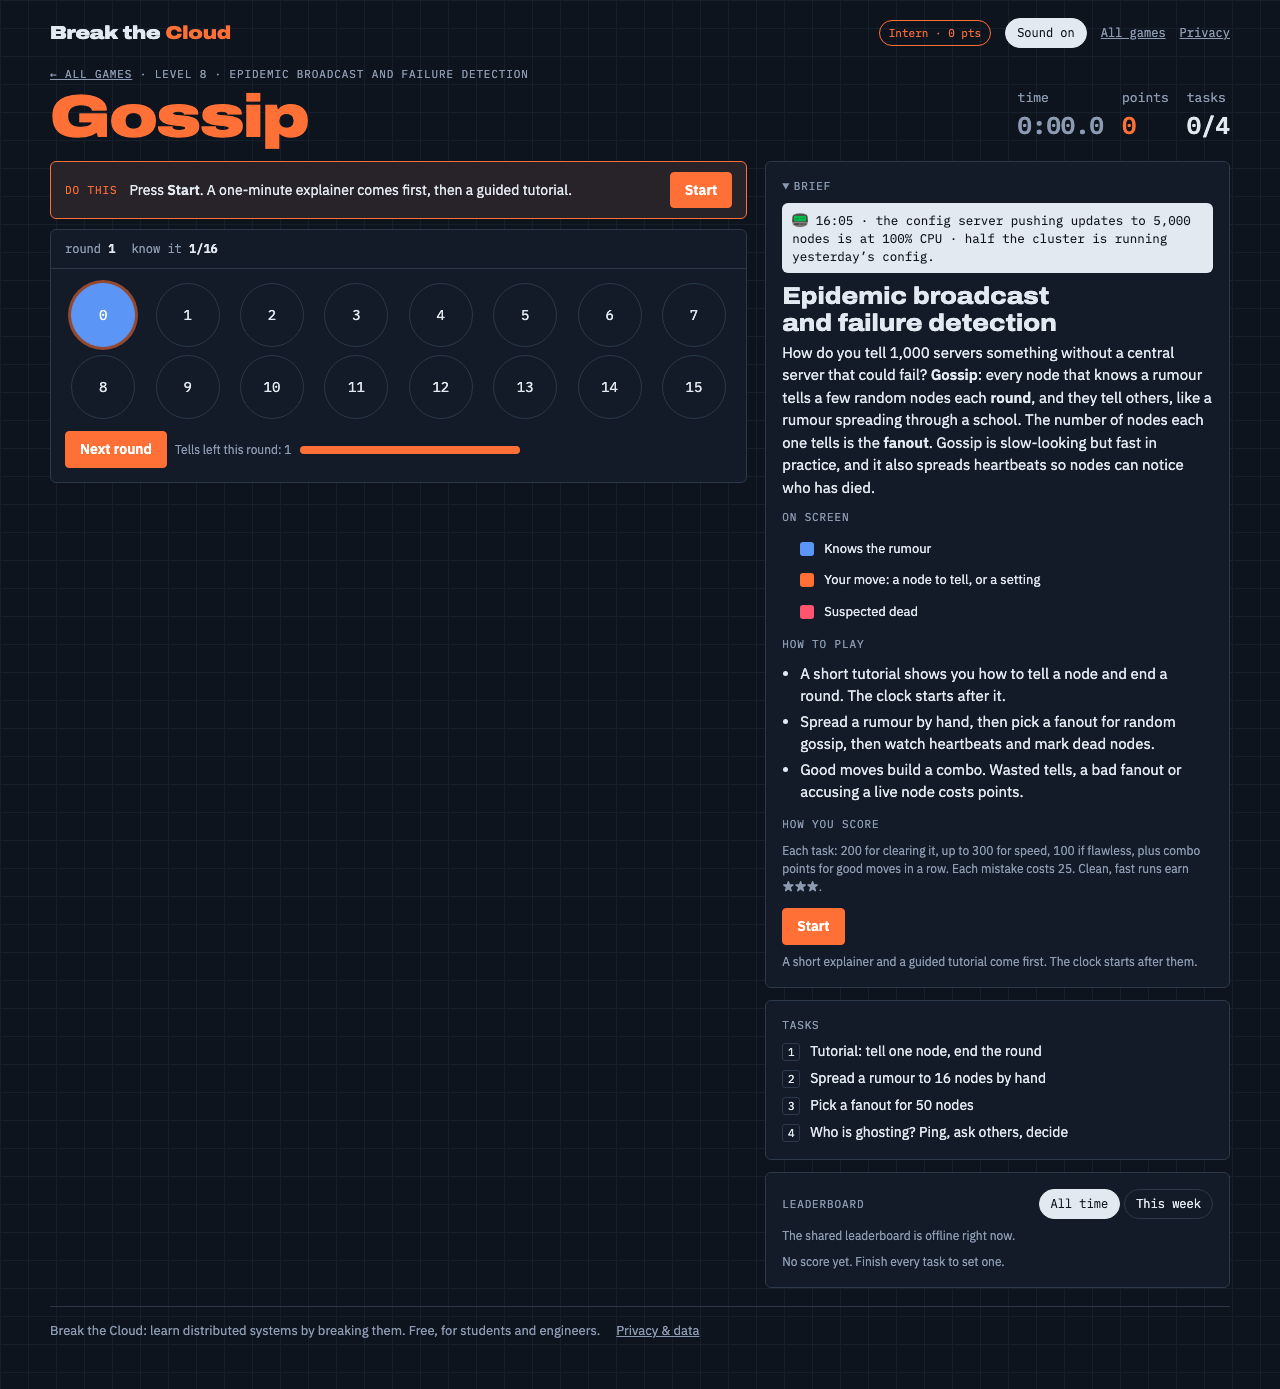 Break the Cloud
Intern · 0 pts
Sound on
All games
Privacy
← ALL GAMES · LEVEL 8 · EPIDEMIC BROADCAST AND FAILURE DETECTION
Gossip
time
points
tasks
0:00.0
0
0/4
DO THIS Press Start. A one-minute explainer comes first, then a guided tutorial.
Start
round 1 know it 1/16
0 1 2 3 4 5 6 7
8 9 10 11 12 13 14 15
Next round
Tells left this round: 1
▼ BRIEF
16:05 · the config server pushing updates to 5,000
nodes is at 100% CPU · half the cluster is running
yesterday’s config.
Epidemic broadcast
and failure detection
How do you tell 1,000 servers something without a central
server that could fail? Gossip: every node that knows a rumour
tells a few random nodes each round, and they tell others, like a
rumour spreading through a school. The number of nodes each
one tells is the fanout. Gossip is slow-looking but fast in
practice, and it also spreads heartbeats so nodes can notice
who has died.
ON SCREEN
Knows the rumour
Your move: a node to tell, or a setting
Suspected dead
HOW TO PLAY
• A short tutorial shows you how to tell a node and end a
round. The clock starts after it.
• Spread a rumour by hand, then pick a fanout for random
gossip, then watch heartbeats and mark dead nodes.
• Good moves build a combo. Wasted tells, a bad fanout or
accusing a live node costs points.
HOW YOU SCORE
Each task: 200 for clearing it, up to 300 for speed, 100 if flawless, plus combo
points for good moves in a row. Each mistake costs 25. Clean, fast runs earn
★★★.
Start
A short explainer and a guided tutorial come first. The clock starts after them.
TASKS
1 Tutorial: tell one node, end the round
2 Spread a rumour to 16 nodes by hand
3 Pick a fanout for 50 nodes
4 Who is ghosting? Ping, ask others, decide
LEADERBOARD
All time
This week
The shared leaderboard is offline right now.
No score yet. Finish every task to set one.
Break the Cloud: learn distributed systems by breaking them. Free, for students and engineers. Privacy & data